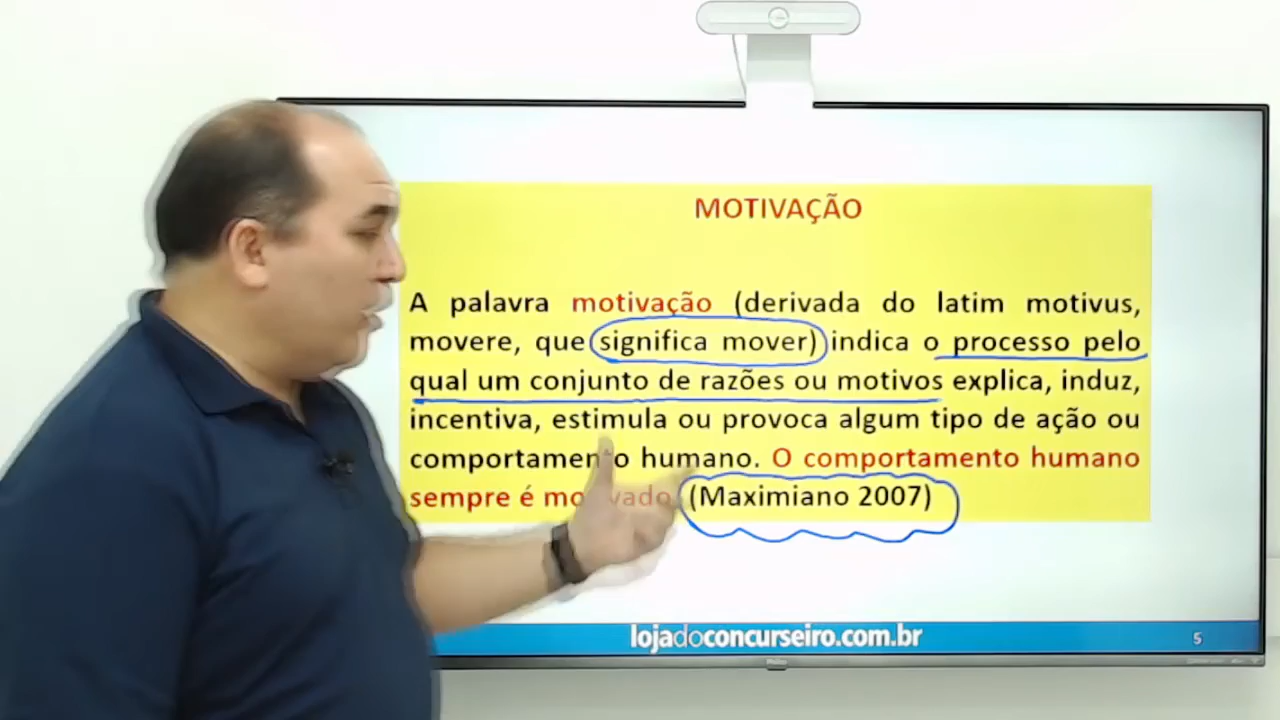 MOTIVAÇÃO
A palavra motivação (derivada do latim motivus,
movere, que significa mover) indica o processo pelo
qual um conjunto de razões ou motivos explica, induz,
incentiva, estimula ou provoca algum tipo de ação ou
comportamento humano. O comportamento humano
sempre é motivado (Maximiano 2007)
lojadoconcurseiro.com.br
5